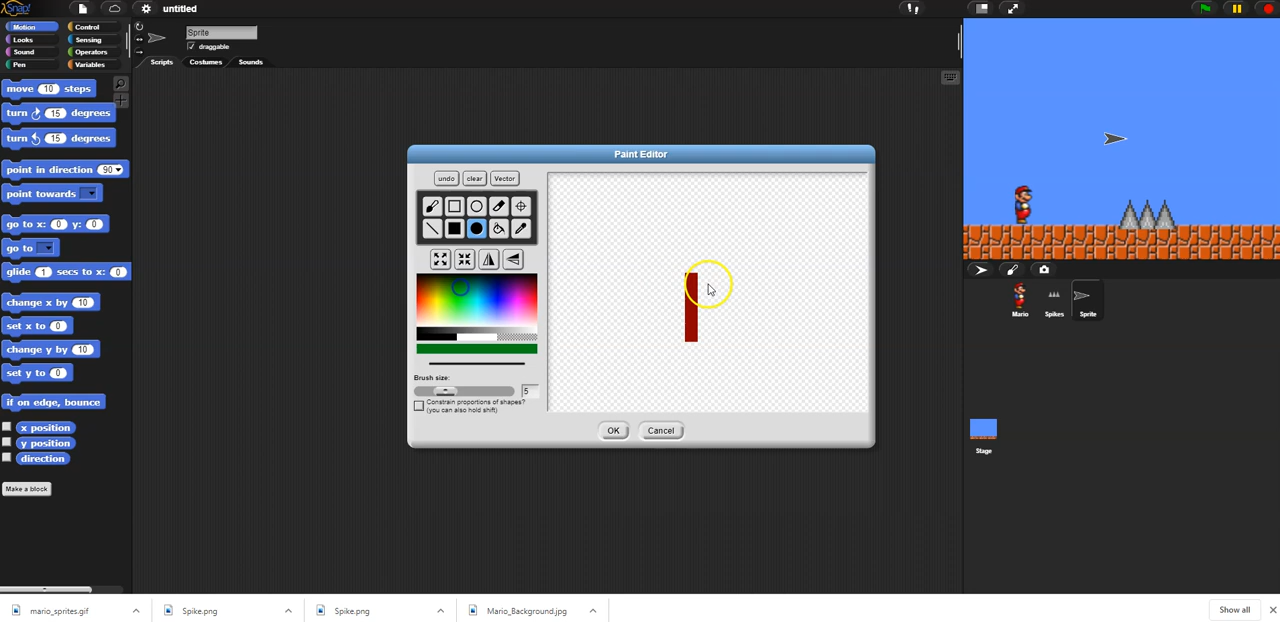 Snap! untitled
Motion Control
Looks Sensing
Sound Operators
Pen Variables
Sprite
draggable
Scripts Costumes Sounds
move 10 steps
turn 15 degrees
turn 15 degrees
point in direction 90
point towards
go to x: 0 y: 0
go to
glide 1 secs to x: 0
change x by 10
set x to 0
change y by 10
set y to 0
if on edge, bounce
x position
y position
direction
Make a block
Paint Editor
undo clear Vector
Brush size:
5
Constrain proportions of shapes?
(you can also hold shift)
OK Cancel
Mario Spikes Sprite
Stage
mario_sprites.gif Spike.png Spike.png Mario_Background.jpg Show all